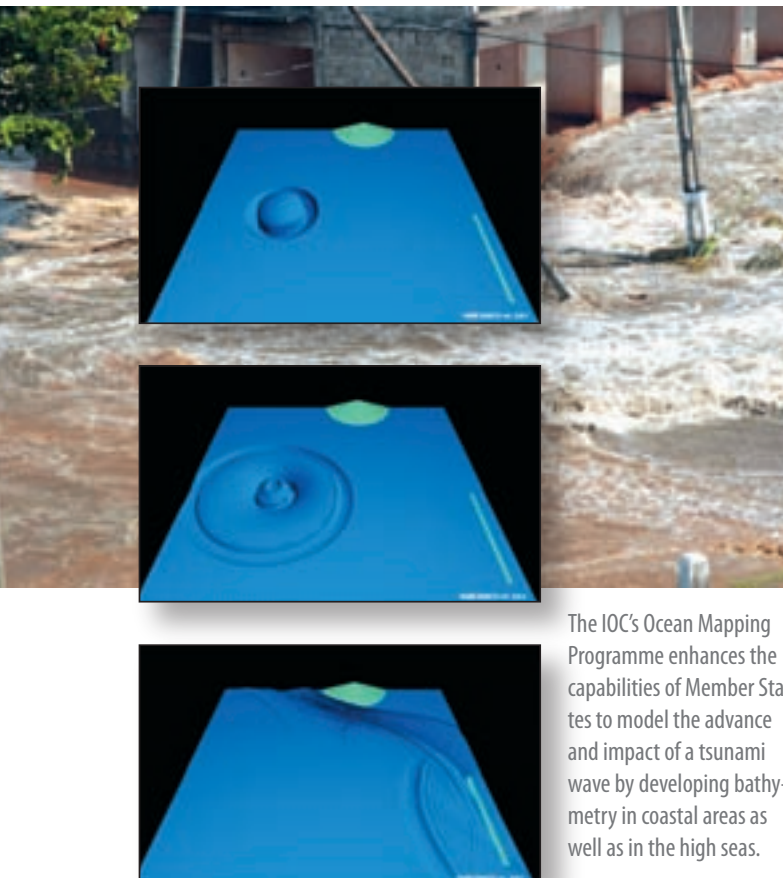 The IOC's Ocean Mapping
Programme enhances the
capabilities of Member Sta
tes to model the advance
and impact of a tsunami
wave by developing bathy-
metry in coastal areas as
well as in the high seas.